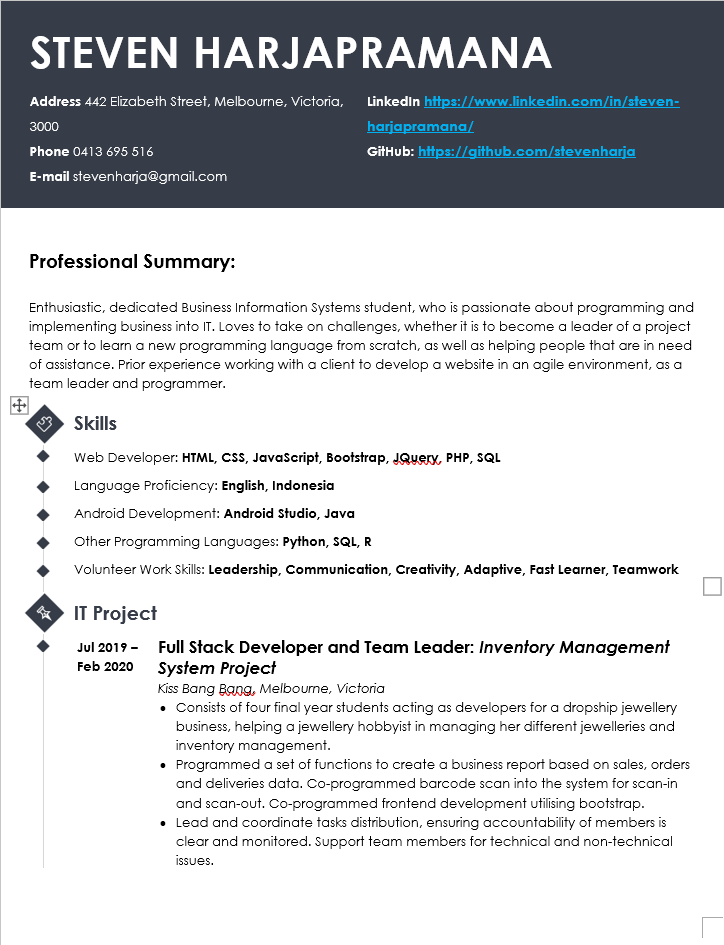 STEVEN HARJAPRAMANA
Address 442 Elizabeth Street, Melbourne, Victoria,
3000
Phone 0413 695 516
E-mail stevenharja@gmail.com
LinkedIn https://www.linkedin.com/in/steven-
harjapramana/
GitHub: https://github.com/stevenharja
Professional Summary:
Enthusiastic, dedicated Business Information Systems student, who is passionate about programming and
implementing business into IT. Loves to take on challenges, whether it is to become a leader of a project
team or to learn a new programming language from scratch, as well as helping people that are in need
of assistance. Prior experience working with a client to develop a website in an agile environment, as a
team leader and programmer.
Skills
Web Developer: HTML, CSS, JavaScript, Bootstrap, JQuery, PHP, SQL
Language Proficiency: English, Indonesia
Android Development: Android Studio, Java
Other Programming Languages: Python, SQL, R
Volunteer Work Skills: Leadership, Communication, Creativity, Adaptive, Fast Learner, Teamwork
IT Project
Jul 2019 –
Feb 2020
Full Stack Developer and Team Leader: Inventory Management
System Project
Kiss Bang Bang, Melbourne, Victoria
• Consists of four final year students acting as developers for a dropship jewellery
business, helping a jewellery hobbyist in managing her different jewelleries and
inventory management.
• Programmed a set of functions to create a business report based on sales, orders
and deliveries data. Co-programmed barcode scan into the system for scan-in
and scan-out. Co-programmed frontend development utilising bootstrap.
• Lead and coordinate tasks distribution, ensuring accountability of members is
clear and monitored. Support team members for technical and non-technical
issues.